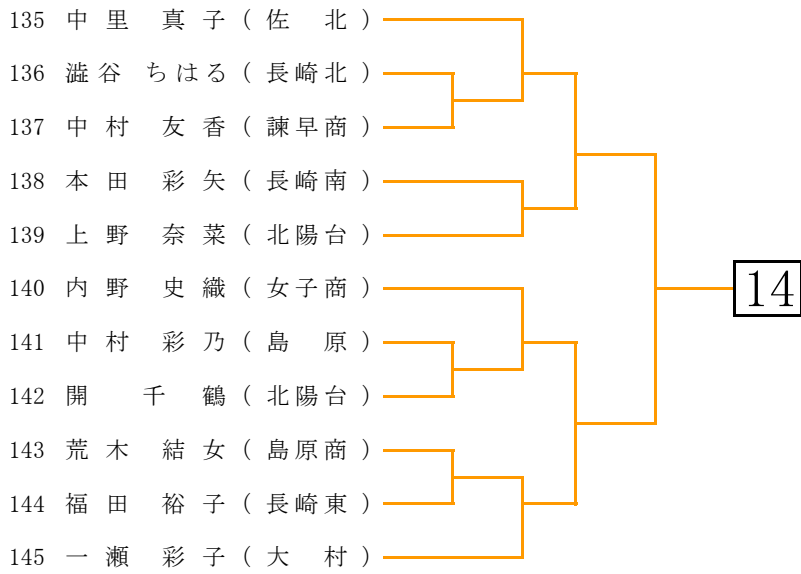 135 中里 真子(佐 北)
136 澁谷 ちはる(長崎北)
137 中村 友香(諫早商)
138 本田 彩矢(長崎南)
139 上野 奈菜(北陽台)
140 内野 史織(女子商)
14
141 中村 彩乃(島 原)
142 開 千鶴(北陽台)
143 荒木 結女(島原商)
144 福田 裕子(長崎東)
145 一瀬 彩子(大 村)